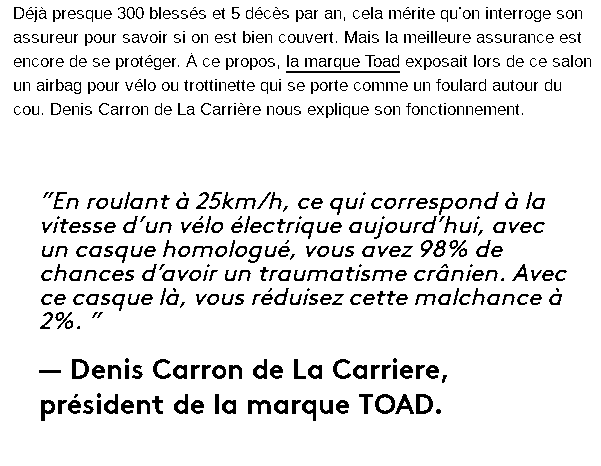 Déjà presque 300 blessés et 5 décès par an, cela mérite qu'on interroge son
assureur pour savoir si on est bien couvert. Mais la meilleure assurance est
encore de se protéger. À ce propos, la marque Toad exposait lors de ce salon
un airbag pour vélo ou trottinette qui se porte comme un foulard autour du
cou. Denis Carron de La Carrière nous explique son fonctionnement.
"En roulant à 25km/h, ce qui correspond à la
vitesse d'un vélo électrique aujourd'hui, avec
un casque homologué, vous avez 98% de
chances d'avoir un traumatisme crânien. Avec
ce casque là, vous réduisez cette malchance à
2%. "
— Denis Carron de La Carriere,
président de la marque TOAD.